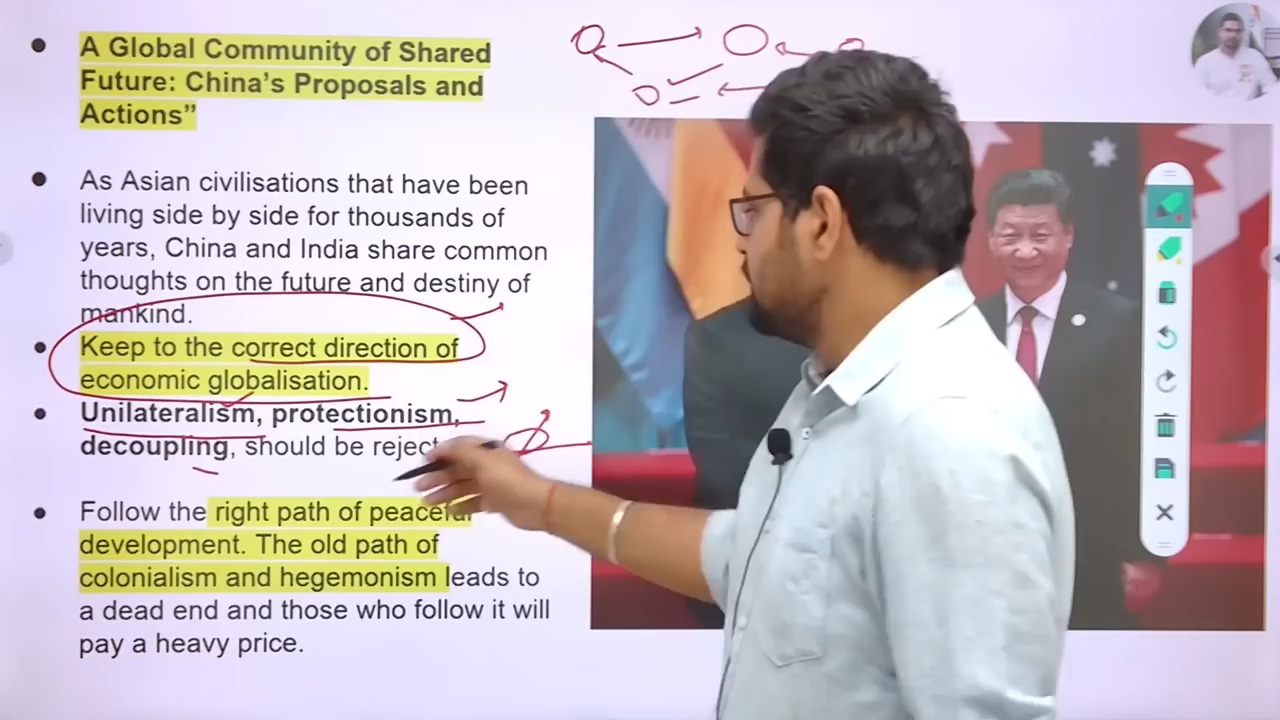 A Global Community of Shared
Future: China’s Proposals and
Actions”
As Asian civilisations that have been
living side by side for thousands of
years, China and India share common
thoughts on the future and destiny of
mankind.
Keep to the correct direction of
economic globalisation.
Unilateralism, protectionism,
decoupling, should be
Follow the right path of peaceful
development. The old path of
colonialism and hegemonism leads to
a dead end and those who follow it will
pay a heavy price.